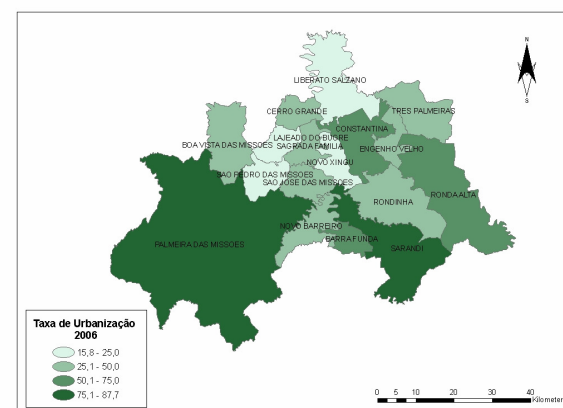 N
S
LIBERATO SALZANO
CERRO GRANDE
TRES PALMEIRAS
CONSTANTINA
LAJEADO DO BUGRE
BOA VISTA DAS MISSOES
SAGRADA FAMILIA
ENGENHO VELHO
NOVO XINGU
SAO PEDRO DAS MISSOES
SAO JOSE DAS MISSOES
RONDA ALTA
RONDINHA
NOVO BARREIRO
BARRA FUNDA
PALMEIRA DAS MISSOES
SARANDI
Taxa de Urbanização
2006
15,8 - 25,0
25,1 - 50,0
50,1 - 75,0
75,1 - 87,7
0 5 10 20 30 40
Kilometer